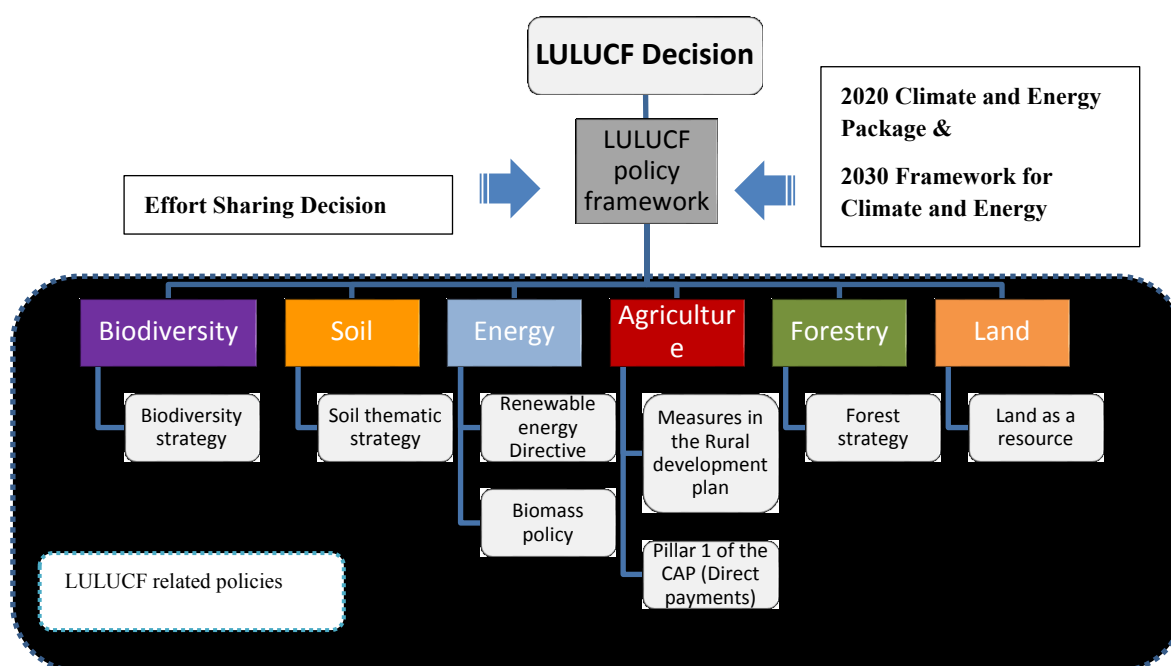 LULUCF Decision
2020 Climate and Energy
Package &
2030 Framework for
Climate and Energy
LULUCF
policy
framework
Effort Sharing Decision
Biodiversity
Soil
Energy
Agricultur
e
Forestry
Land
Biodiversity
strategy
Soil thematic
strategy
Renewable
energy
Directive
Biomass
policy
Measures in
the Rural
development
plan
Pillar 1 of the
CAP (Direct
payments)
Forest
strategy
Land as a
resource
LULUCF related policies